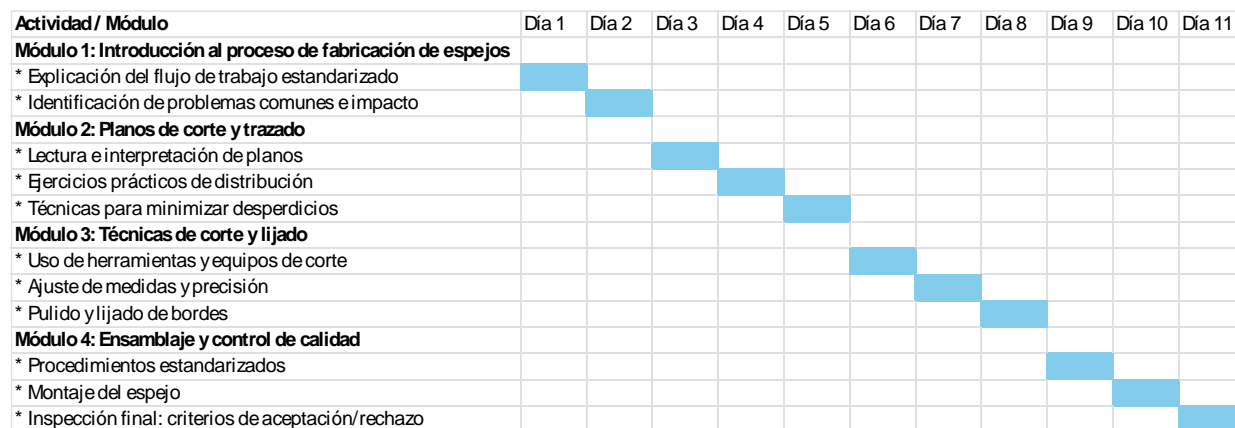 Actividad / Módulo Día 1 Día 2 Día 3 Día 4 Día 5 Día 6 Día 7 Día 8 Día 9 Día 10 Día 11
Módulo 1: Introducción al proceso de fabricación de espejos
* Explicación del flujo de trabajo estandarizado
* Identificación de problemas comunes e impacto
Módulo 2: Planos de corte y trazado
* Lectura e interpretación de planos
* Ejercicios prácticos de distribución
* Técnicas para minimizar desperdicios
Módulo 3: Técnicas de corte y lijado
* Uso de herramientas y equipos de corte
* Ajuste de medidas y precisión
* Pulido y lijado de bordes
Módulo 4: Ensamblaje y control de calidad
* Procedimientos estandarizados
* Montaje del espejo
* Inspección final: criterios de aceptación/rechazo